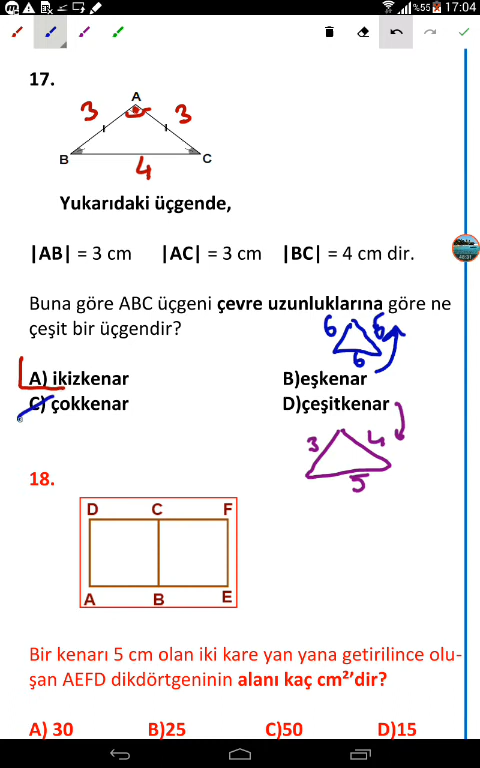 %55 17:04
17.
A
3 3
B C
4
Yukarıdaki üçgende,
|AB| = 3 cm |AC| = 3 cm |BC| = 4 cm dir.
Buna göre ABC üçgeni çevre uzunluklarına göre ne
çeşit bir üçgendir?
6 6
6
A) ikizkenar B)eşkenar
C) çokkenar D)çeşitkenar
3 4
5
18.
D C F
A B E
Bir kenarı 5 cm olan iki kare yan yana getirilince olu-
şan AEFD dikdörtgeninin alanı kaç cm²’dir?
A) 30 B)25 C)50 D)15